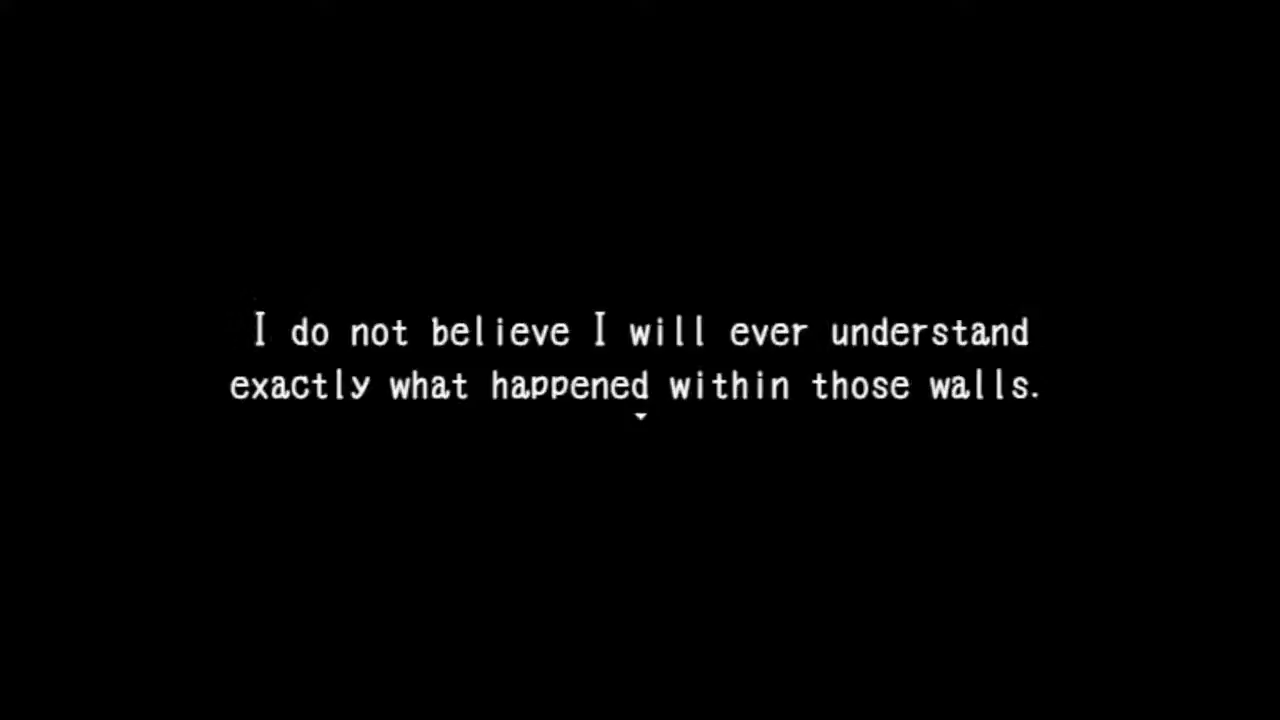 I do not believe I will ever understand
exactly what happened within those walls.